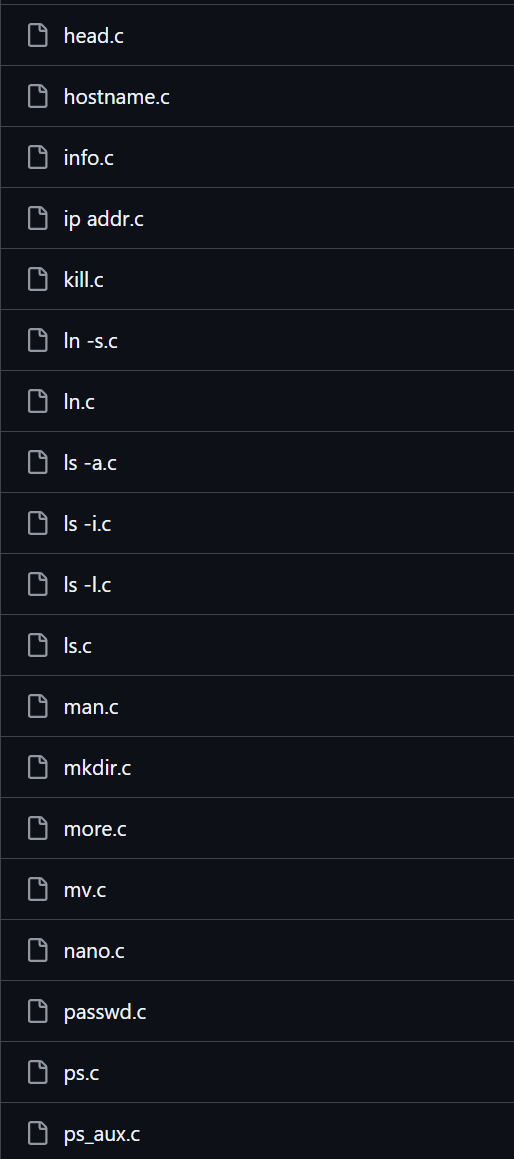 head.c
hostname.c
info.c
ip addr.c
kill.c
ln -s.c
ln.c
ls -a.c
ls -i.c
ls -l.c
ls.c
man.c
mkdir.c
more.c
mv.c
nano.c
passwd.c
ps.c
ps_aux.c